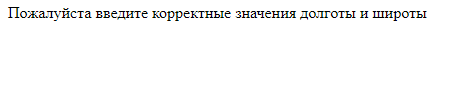 Пожалуйста введите корректные значения долготы и широты